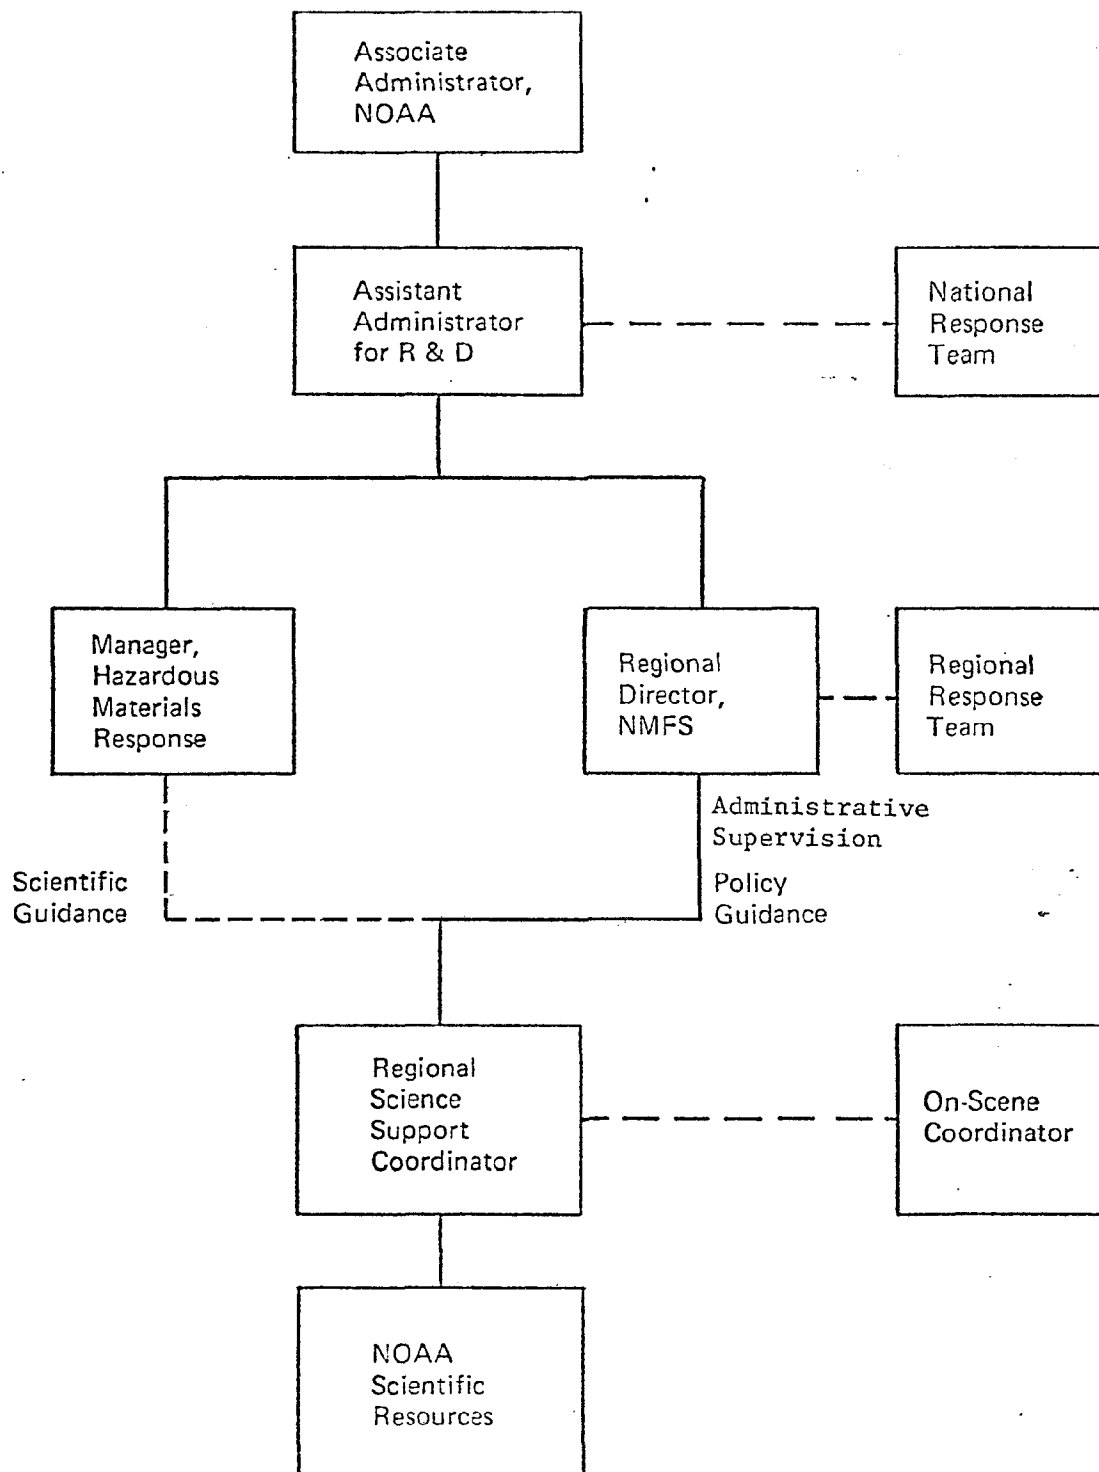 Associate
Administrator,
NOAA
Assistant
Administrator
for R & D
National
Response
Team
Manager,
Hazardous
Materials
Response
Regional
Director,
NMFS
Regional
Response
Team
Administrative
Supervision
Scientific
Guidance
Policy
Guidance
Regional
Science
Support
Coordinator
On-Scene
Coordinator
NOAA
Scientific
Resources